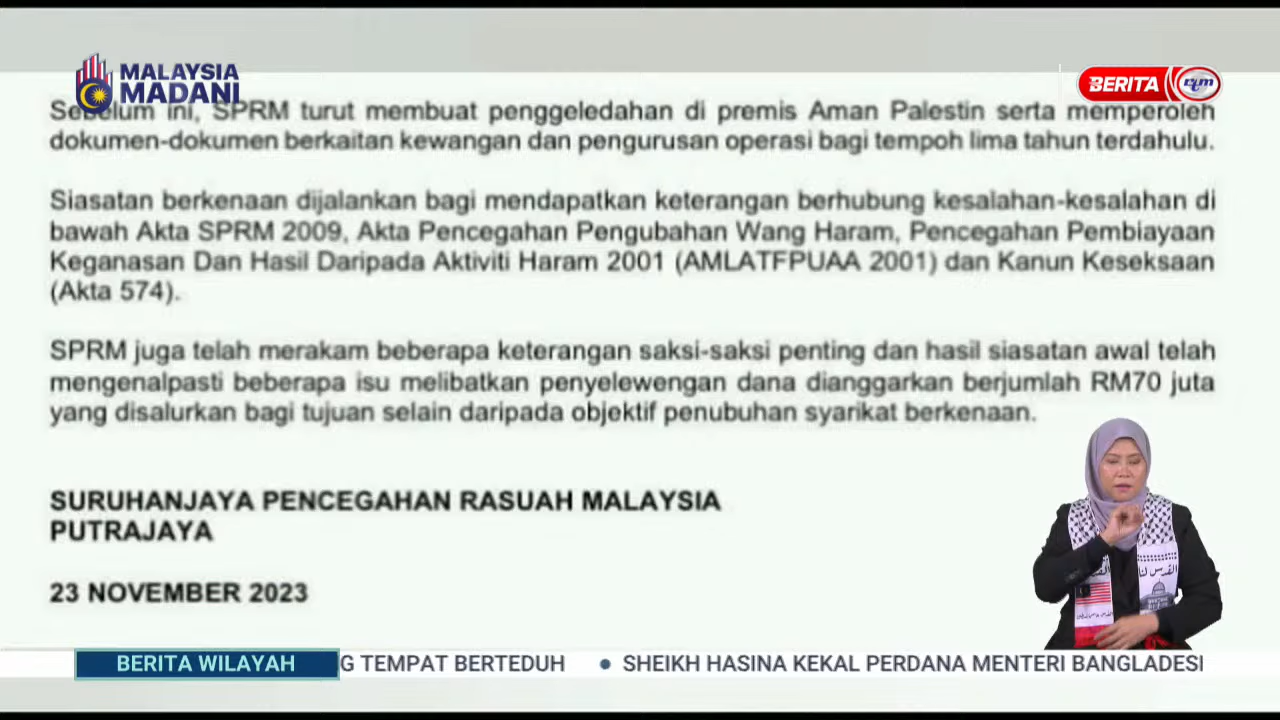 MALAYSIA
MADANI
BERITA rtm
Sebelum ini, SPRM turut membuat penggeledahan di premis Aman Palestin serta memperoleh
dokumen-dokumen berkaitan kewangan dan pengurusan operasi bagi tempoh lima tahun terdahulu.
Siasatan berkenaan dijalankan bagi mendapatkan keterangan berhubung kesalahan-kesalahan di
bawah Akta SPRM 2009, Akta Pencegahan Pengubahan Wang Haram, Pencegahan Pembiayaan
Keganasan Dan Hasil Daripada Aktiviti Haram 2001 (AMLATFPUAA 2001) dan Kanun Keseksaan
(Akta 574).
SPRM juga telah merakam beberapa keterangan saksi-saksi penting dan hasil siasatan awal telah
mengenalpasti beberapa isu melibatkan penyelewengan dana dianggarkan berjumlah RM70 juta
yang disalurkan bagi tujuan selain daripada objektif penubuhan syarikat berkenaan.
SURUHANJAYA PENCEGAHAN RASUAH MALAYSIA
PUTRAJAYA
23 NOVEMBER 2023
القدس
BERITA WILAYAH G TEMPAT BERTEDUH • SHEIKH HASINA KEKAL PERDANA MENTERI BANGLADESI